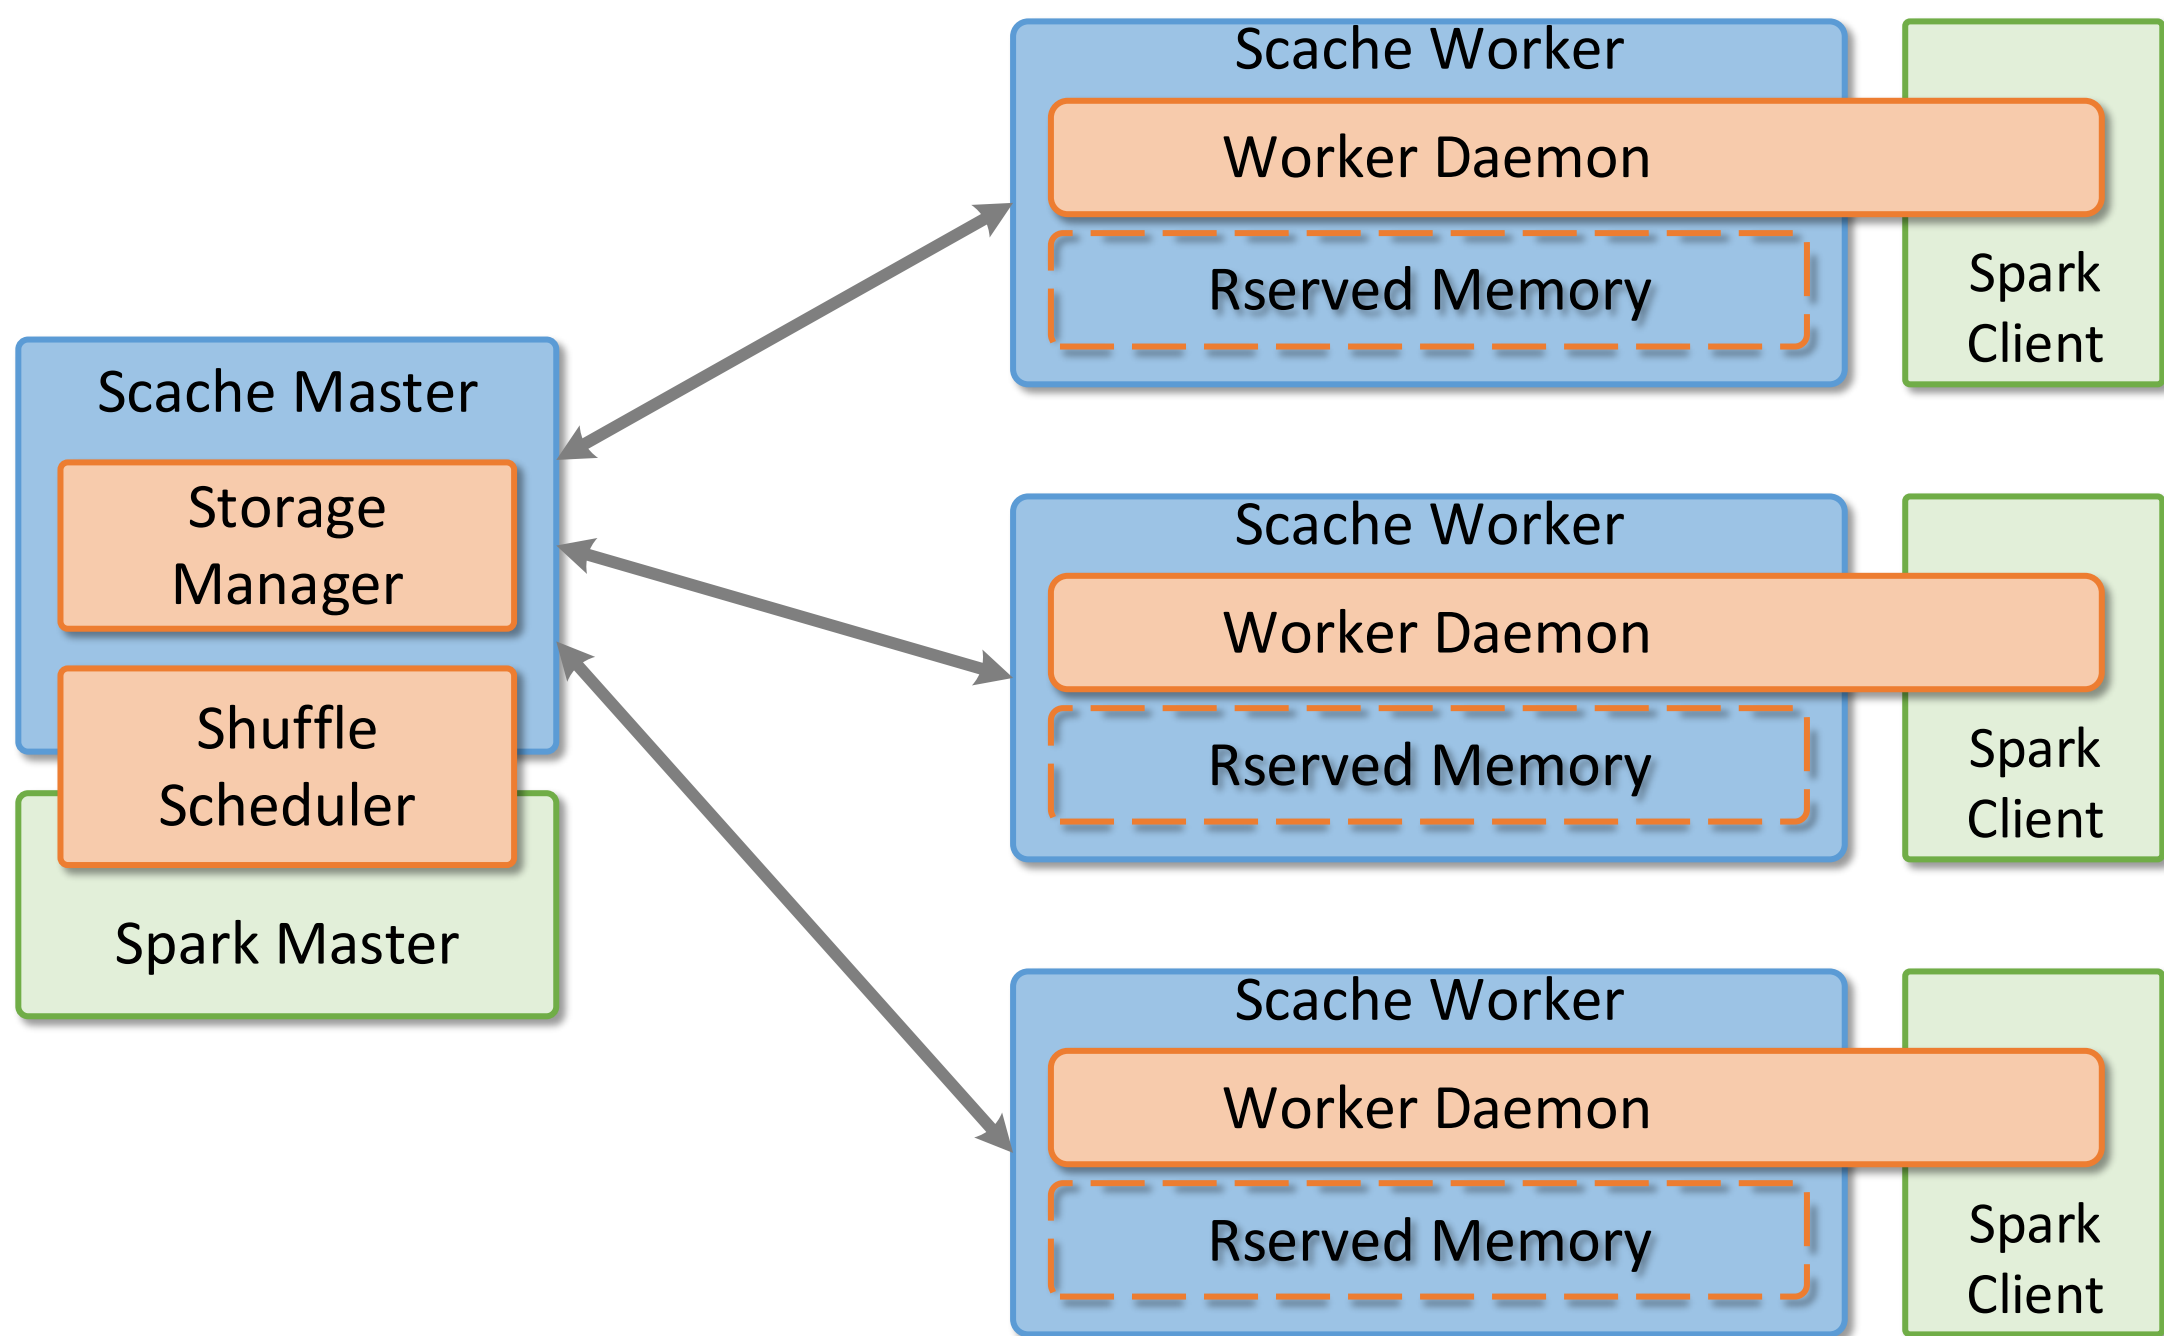 Scache Master
Storage
Manager
Shuffle
Scheduler
Spark Master
Scache Worker
Worker Daemon
Rserved Memory
Spark
Client
Scache Worker
Worker Daemon
Rserved Memory
Spark
Client
Scache Worker
Worker Daemon
Rserved Memory
Spark
Client